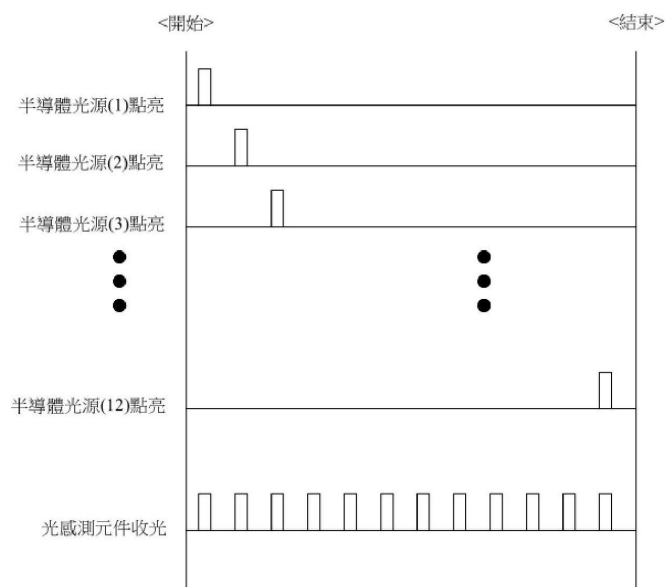 <開始>
<結束>
半導體光源(1)點亮
半導體光源(2)點亮
半導體光源(3)點亮
半導體光源(12)點亮
光感測元件收光